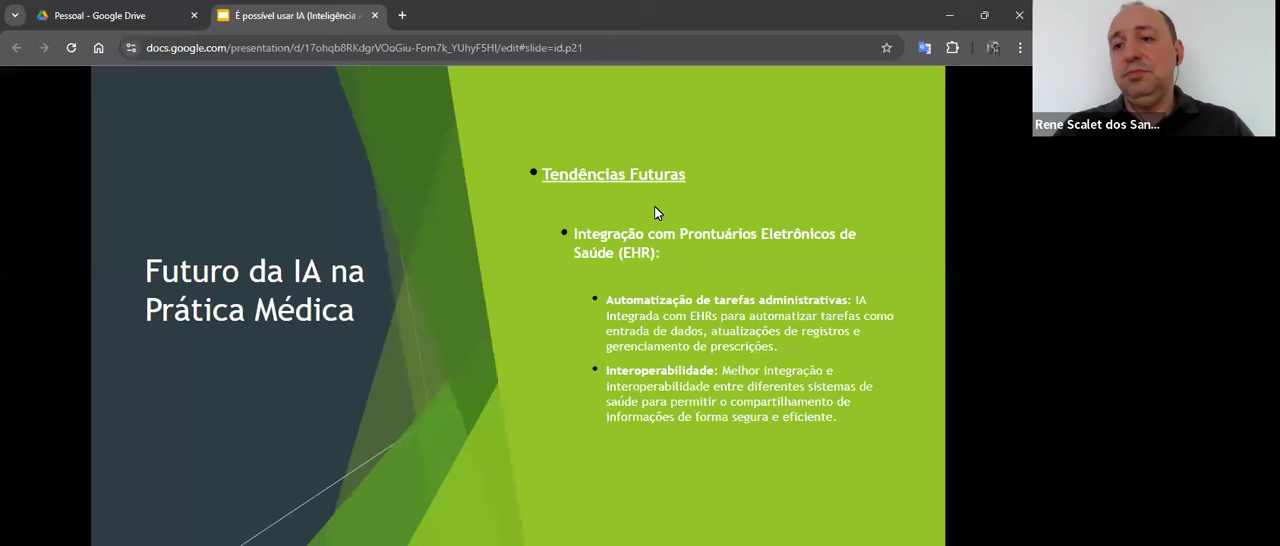 Pessoal - Google Drive
É possível usar IA (Inteligência
docs.google.com/presentation/d/17ohqb8RKdgrVOoGiu-Fom7k_YUhyF5HI/edit#slide=id.p21
Rene Scalet dos San...
Futuro da IA na
Prática Médica
Tendências Futuras
Integração com Prontuários Eletrônicos de
Saúde (EHR):
Automatização de tarefas administrativas: IA
integrada com EHRs para automatizar tarefas como
entrada de dados, atualizações de registros e
gerenciamento de prescrições.
Interoperabilidade: Melhor integração e
interoperabilidade entre diferentes sistemas de
saúde para permitir o compartilhamento de
informações de forma segura e eficiente.